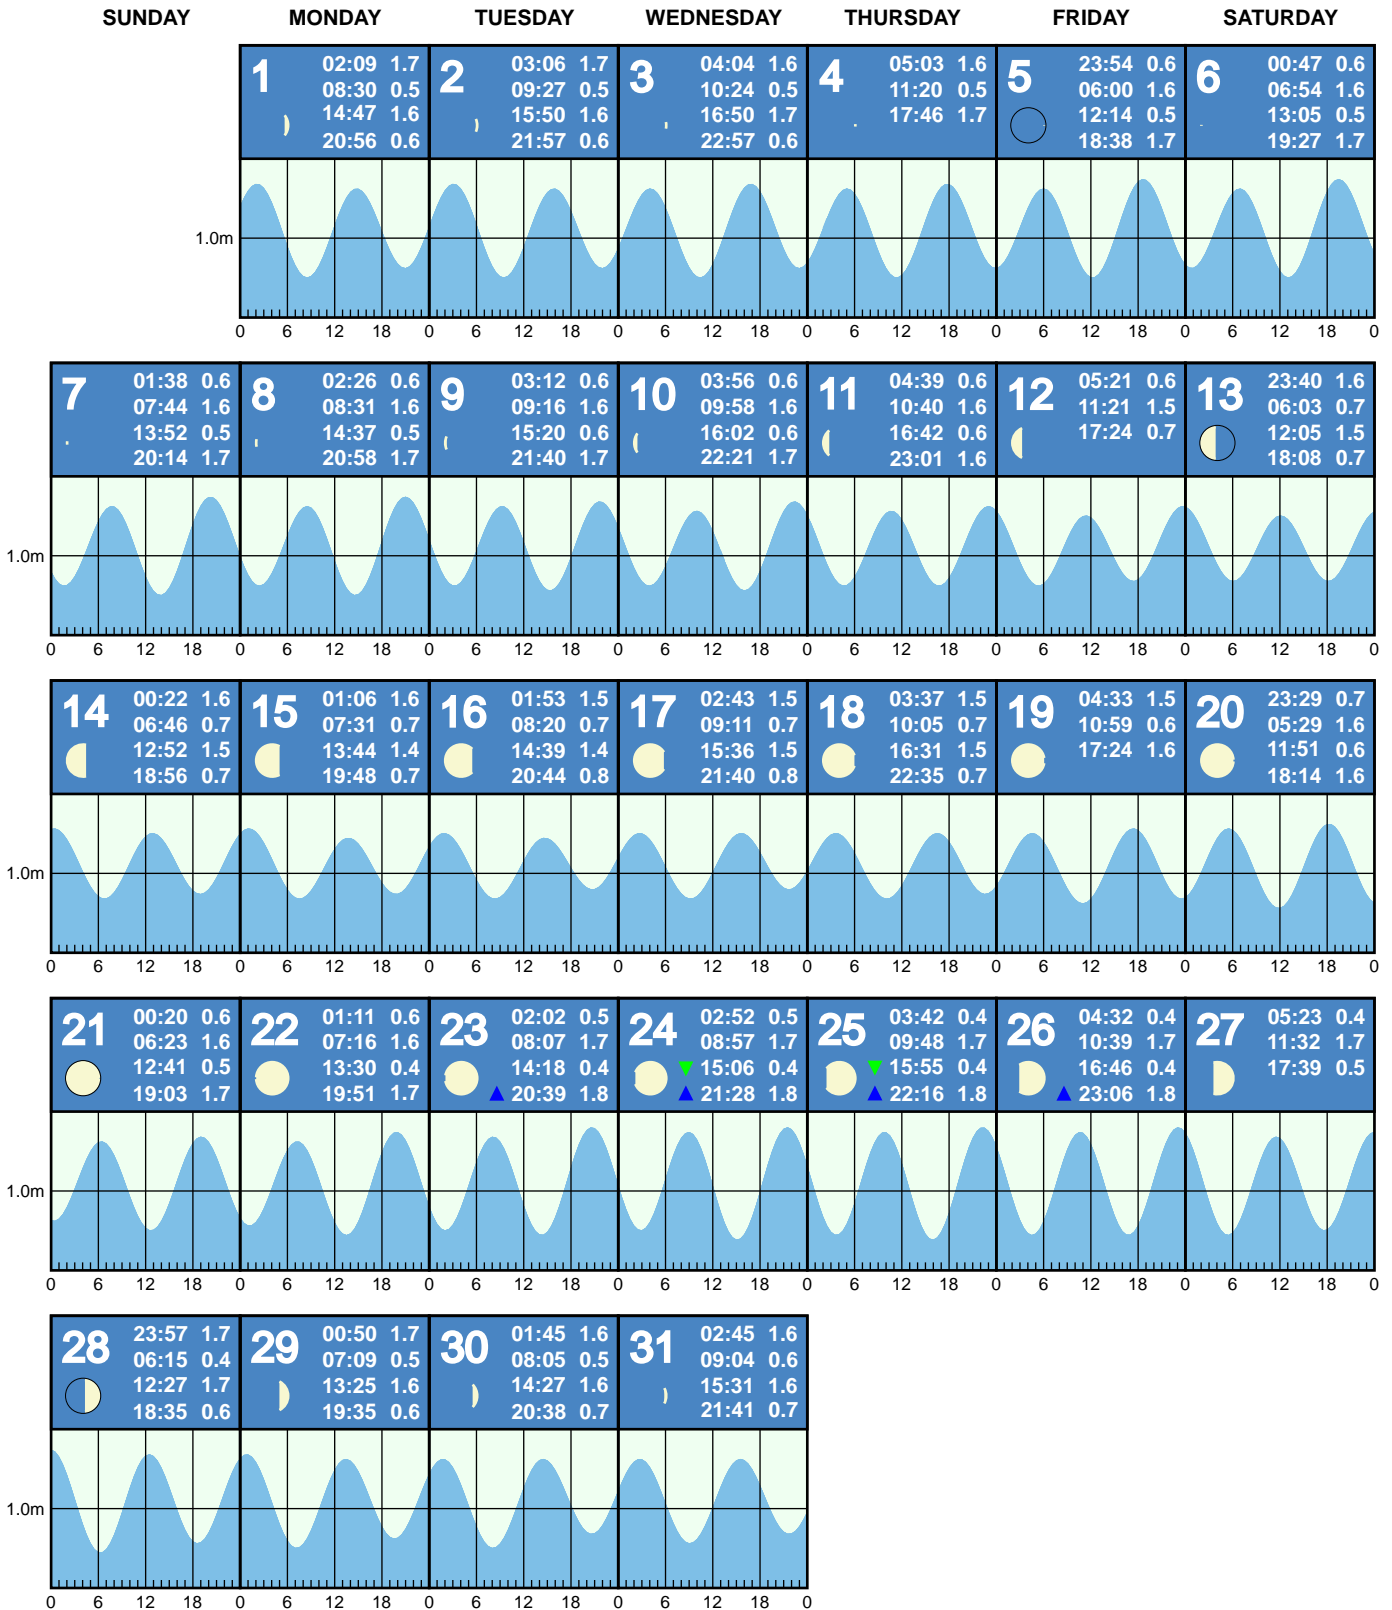 SUNDAY MONDAY TUESDAY WEDNESDAY THURSDAY FRIDAY SATURDAY
1 02:09 1.7
08:30 0.5
14:47 1.6
20:56 0.6
2 03:06 1.7
09:27 0.5
15:50 1.6
21:57 0.6
3 04:04 1.6
10:24 0.5
16:50 1.7
22:57 0.6
4 05:03 1.6
11:20 0.5
17:46 1.7
5 23:54 0.6
06:00 1.6
12:14 0.5
18:38 1.7
6 00:47 0.6
06:54 1.6
13:05 0.5
19:27 1.7
1.0m
0 6 12 18 0 6 12 18 0 6 12 18 0 6 12 18 0 6 12 18 0 6 12 18 0
7 01:38 0.6
07:44 1.6
13:52 0.5
20:14 1.7
8 02:26 0.6
08:31 1.6
14:37 0.5
20:58 1.7
9 03:12 0.6
09:16 1.6
15:20 0.6
21:40 1.7
10 03:56 0.6
09:58 1.6
16:02 0.6
22:21 1.7
11 04:39 0.6
10:40 1.6
16:42 0.6
23:01 1.6
12 05:21 0.6
11:21 1.5
17:24 0.7
13 23:40 1.6
06:03 0.7
12:05 1.5
18:08 0.7
1.0m
0 6 12 18 0 6 12 18 0 6 12 18 0 6 12 18 0 6 12 18 0 6 12 18 0 6 12 18 0
14 00:22 1.6
06:46 0.7
12:52 1.5
18:56 0.7
15 01:06 1.6
07:31 0.7
13:44 1.4
19:48 0.7
16 01:53 1.5
08:20 0.7
14:39 1.4
20:44 0.8
17 02:43 1.5
09:11 0.7
15:36 1.5
21:40 0.8
18 03:37 1.5
10:05 0.7
16:31 1.5
22:35 0.7
19 04:33 1.5
10:59 0.6
17:24 1.6
20 23:29 0.7
05:29 1.6
11:51 0.6
18:14 1.6
1.0m
0 6 12 18 0 6 12 18 0 6 12 18 0 6 12 18 0 6 12 18 0 6 12 18 0 6 12 18 0
21 00:20 0.6
06:23 1.6
12:41 0.5
19:03 1.7
22 01:11 0.6
07:16 1.6
13:30 0.4
19:51 1.7
23 02:02 0.5
08:07 1.7
14:18 0.4
20:39 1.8
24 02:52 0.5
08:57 1.7
15:06 0.4
21:28 1.8
25 03:42 0.4
09:48 1.7
15:55 0.4
22:16 1.8
26 04:32 0.4
10:39 1.7
16:46 0.4
23:06 1.8
27 05:23 0.4
11:32 1.7
17:39 0.5
1.0m
0 6 12 18 0 6 12 18 0 6 12 18 0 6 12 18 0 6 12 18 0 6 12 18 0 6 12 18 0
28 23:57 1.7
06:15 0.4
12:27 1.7
18:35 0.6
29 00:50 1.7
07:09 0.5
13:25 1.6
19:35 0.6
30 01:45 1.6
08:05 0.5
14:27 1.6
20:38 0.7
31 02:45 1.6
09:04 0.6
15:31 1.6
21:41 0.7
1.0m
0 6 12 18 0 6 12 18 0 6 12 18 0 6 12 18 0